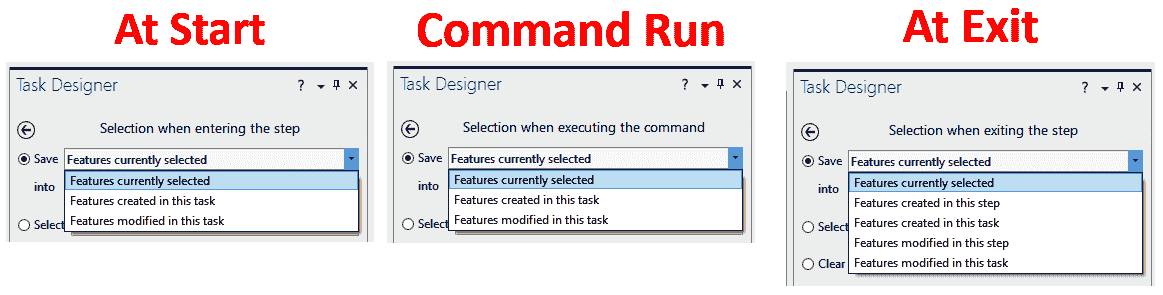 At Start
Task Designer ?
Selection when entering the step
Save Features currently selected
into Features currently selected
Features created in this task
Select Features modified in this task
Command Run
Task Designer ?
Selection when executing the command
Save Features currently selected
into Features currently selected
Features created in this task
Select Features modified in this task
At Exit
Task Designer ?
Selection when exiting the step
Save Features currently selected
into Features currently selected
Features created in this step
Select Features created in this task
Features modified in this step
Clear Features modified in this task